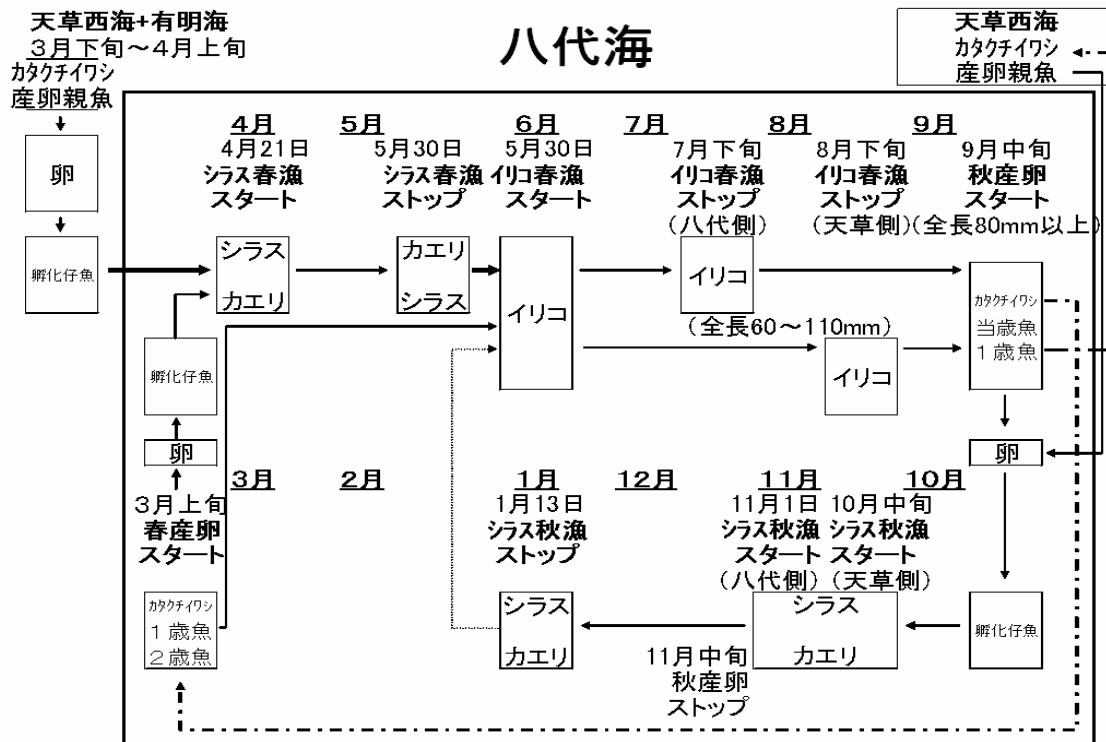 天草西海+有明海
3月下旬～4月上旬
カタクチイワシ
産卵親魚
八代海
天草西海
カタクチイワシ
産卵親魚
卵
孵化仔魚
4月
4月21日
シラス春漁
スタート
5月
5月30日
シラス春漁
ストップ
6月
5月30日
イリコ春漁
スタート
7月
7月下旬
イリコ春漁
ストップ
(八代側)
8月
8月下旬
イリコ春漁
ストップ
(天草側)
9月
9月中旬
秋産卵
スタート
(全長80mm以上)
シラス
カエリ
カエリ
シラス
イリコ
イリコ
(全長60～110mm)
イリコ
カタクチイワシ
当歳魚
1歳魚
孵化仔魚
卵
3月上旬
春産卵
スタート
カタクチイワシ
1歳魚
2歳魚
3月
2月
1月
1月13日
シラス秋漁
ストップ
12月
11月
11月1日
シラス秋漁
スタート
(八代側)
10月
10月中旬
シラス秋漁
スタート
(天草側)
卵
シラス
カエリ
11月中旬
秋産卵
ストップ
シラス
カエリ
孵化仔魚